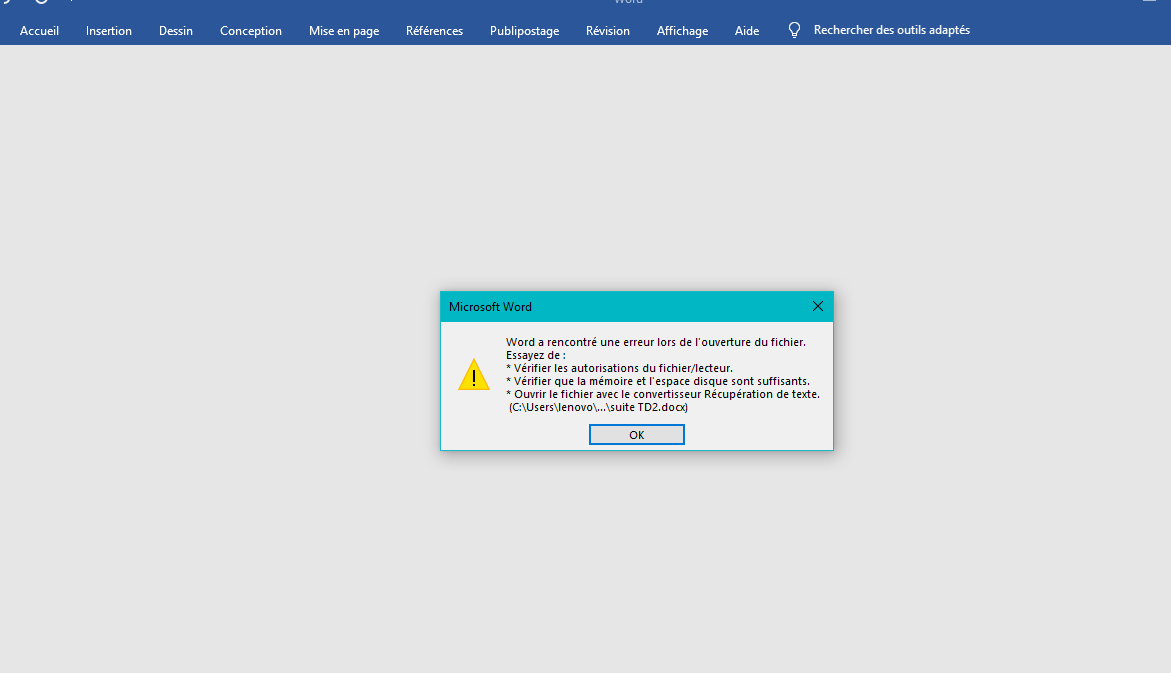 Word
Accueil Insertion Dessin Conception Mise en page Références Publipostage Révision Affichage Aide Rechercher des outils adaptés
Microsoft Word
Word a rencontré une erreur lors de l'ouverture du fichier.
Essayez de :
* Vérifier les autorisations du fichier/lecteur.
* Vérifier que la mémoire et l'espace disque sont suffisants.
* Ouvrir le fichier avec le convertisseur Récupération de texte.
(C:\Users\lenovo\...\suite TD2.docx)
OK